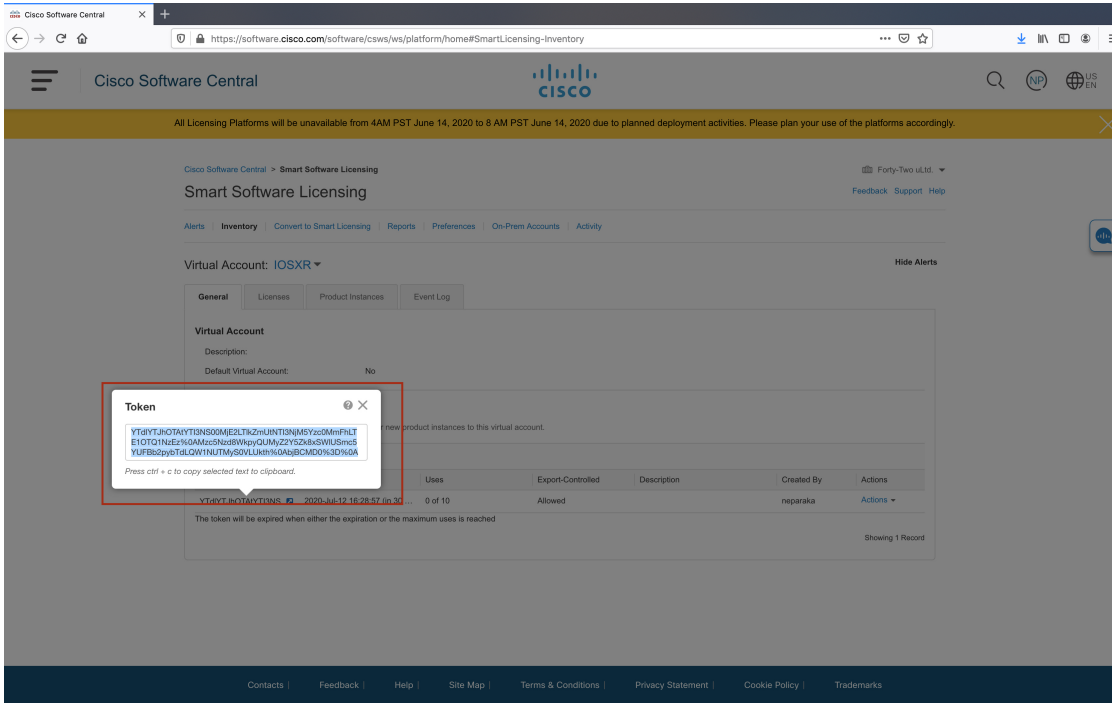 Cisco Software Central
https://software.cisco.com/software/csws/ws/platform/home#SmartLicensing-Inventory
Cisco Software Central
CISCO
NP
US
EN
All Licensing Platforms will be unavailable from 4AM PST June 14, 2020 to 8 AM PST June 14, 2020 due to planned deployment activities. Please plan your use of the platforms accordingly.
Cisco Software Central > Smart Software Licensing
Forty-Two uLtd.
Smart Software Licensing
Feedback Support Help
Alerts | Inventory | Convert to Smart Licensing | Reports | Preferences | On-Prem Accounts | Activity
Virtual Account: IOSXR
Hide Alerts
General Licenses Product Instances Event Log
Virtual Account
Description:
Default Virtual Account: No
Token
YTdlYTJhOTAtYTI3NS00MjE2LTlkZmUtNTI3NjM5Yzc0MmFhLT
E1OTQ1NzEz%0AMzc5Nzd8WkpyQUMyZ2Y5Zk8xSWlUSmc5
YUFBb2pybTdLQW1NUTMyS0VLUkth%0AbjBCMD0%3D%0A
Press ctrl + c to copy selected text to clipboard.
new product instances to this virtual account.
Uses Export-Controlled Description Created By Actions
2020-Jul-12 16:28:57 (in 30 ... 0 of 10 Allowed neparaka Actions
The token will be expired when either the expiration or the maximum uses is reached
Showing 1 Record
Contacts | Feedback | Help | Site Map | Terms & Conditions | Privacy Statement | Cookie Policy | Trademarks